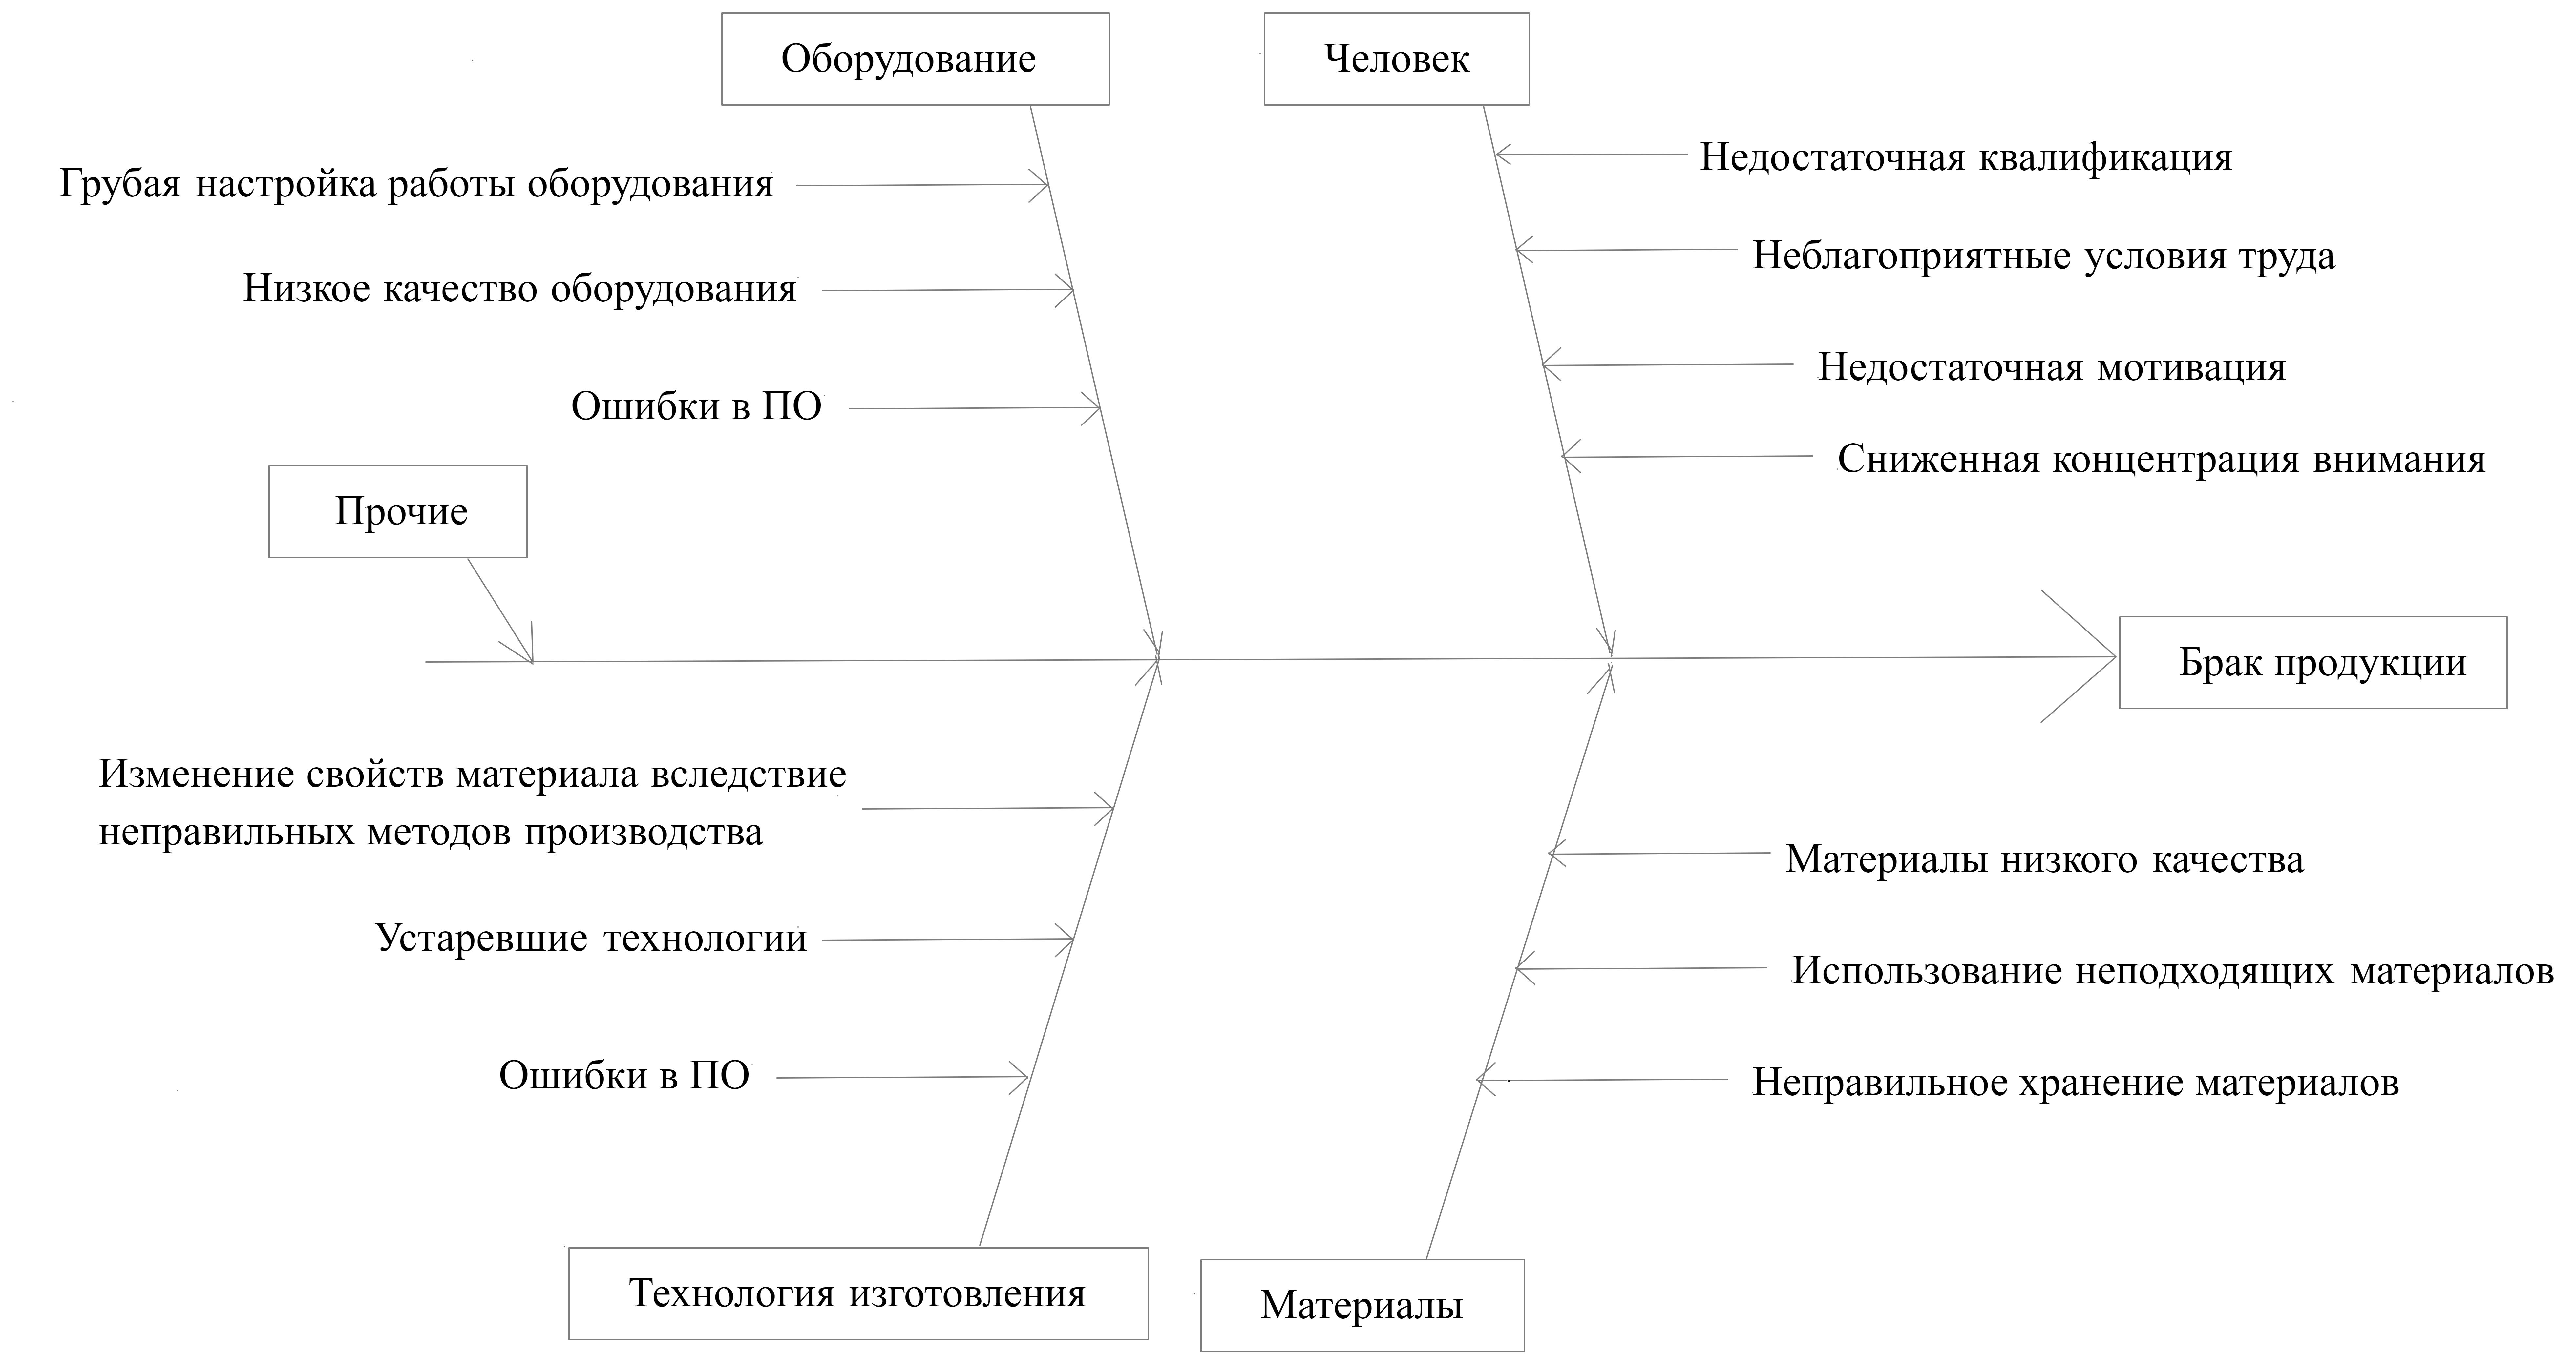 Оборудование
Человек
Недостаточная квалификация
Грубая настройка работы оборудования
Неблагоприятные условия труда
Низкое качество оборудования
Недостаточная мотивация
Ошибки в ПО
Сниженная концентрация внимания
Прочие
Брак продукции
Изменение свойств материала вследствие
неправильных методов производства
Материалы низкого качества
Устаревшие технологии
Использование неподходящих материалов
Ошибки в ПО
Неправильное хранение материалов
Технология изготовления
Материалы